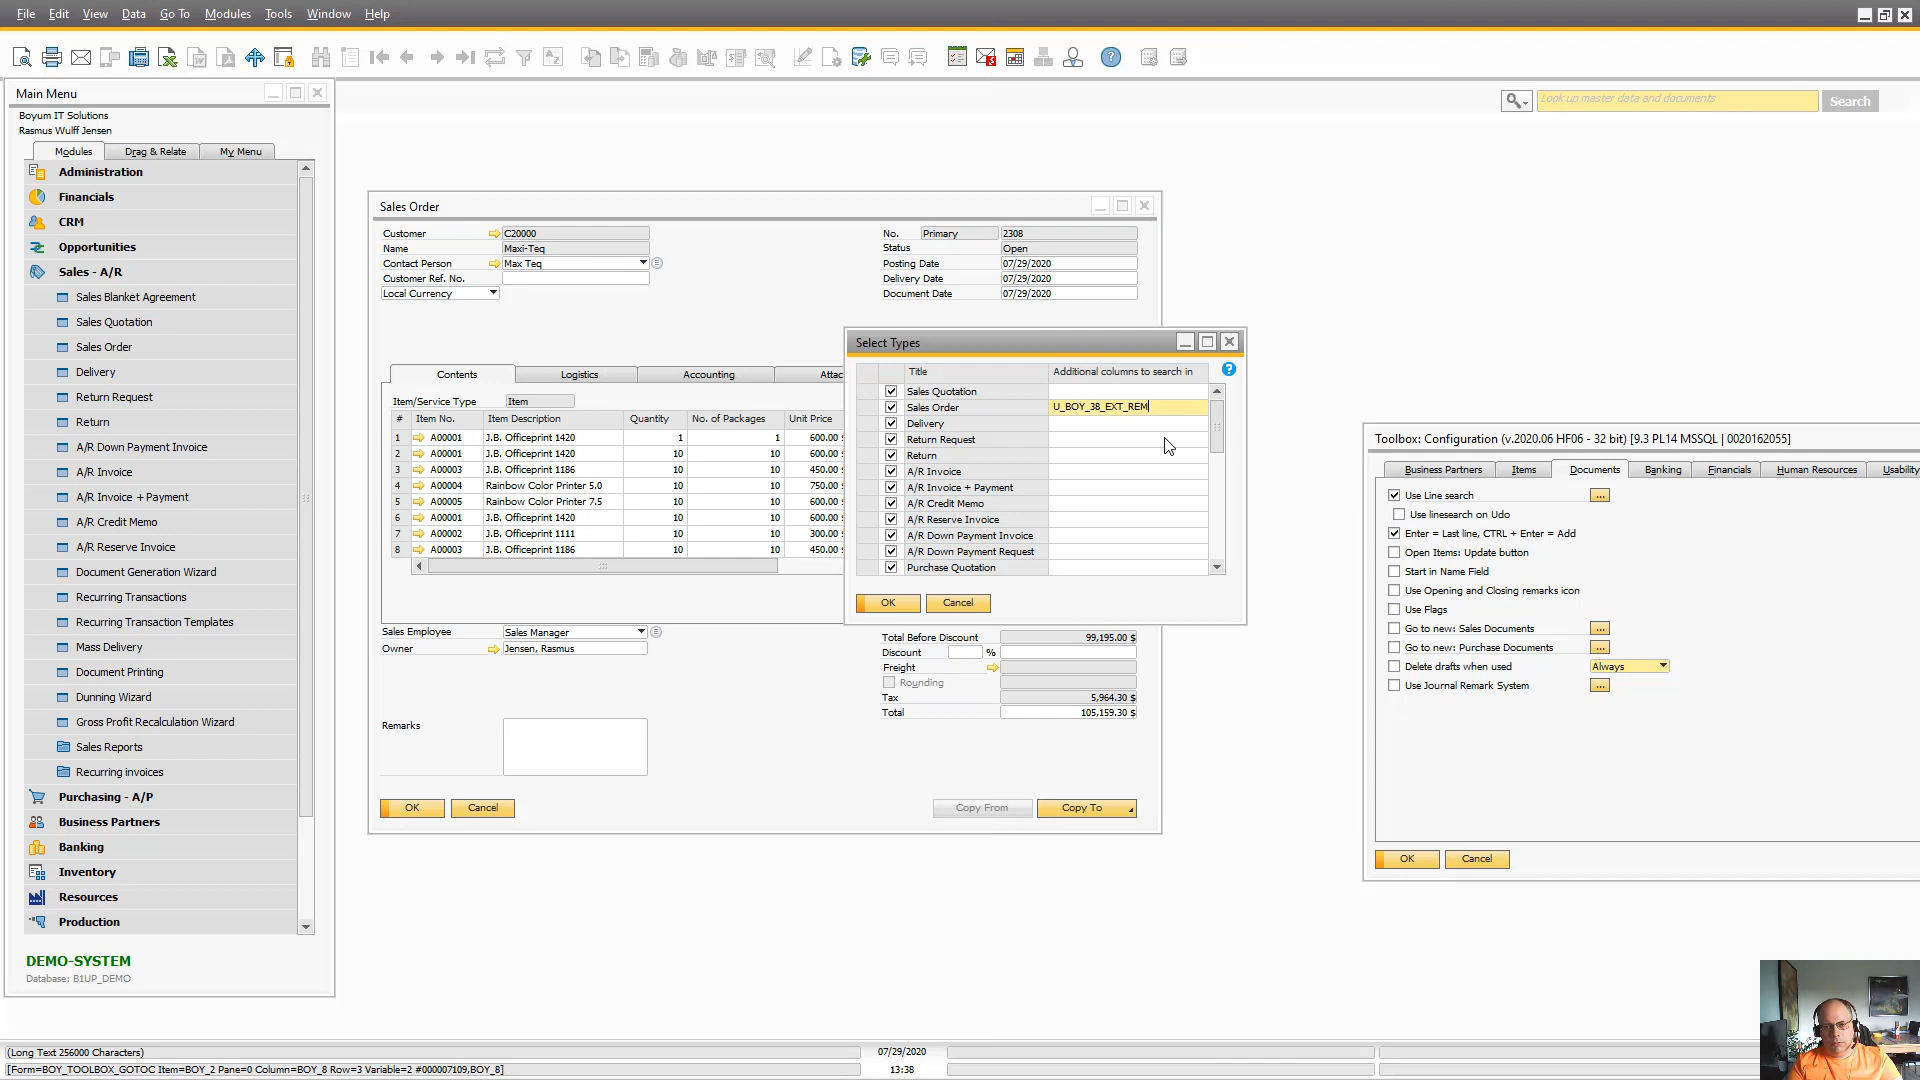 File Edit View Data Go To Modules Tools Window Help
Look up master data and documents Search
Main Menu
Boyum IT Solutions
Rasmus Wulff Jensen
Modules Drag & Relate My Menu
Administration
Financials
CRM
Opportunities
Sales - A/R
Sales Blanket Agreement
Sales Quotation
Sales Order
Delivery
Return Request
Return
A/R Down Payment Invoice
A/R Invoice
A/R Invoice + Payment
A/R Credit Memo
A/R Reserve Invoice
Document Generation Wizard
Recurring Transactions
Recurring Transaction Templates
Mass Delivery
Document Printing
Dunning Wizard
Gross Profit Recalculation Wizard
Sales Reports
Recurring invoices
Purchasing - A/P
Business Partners
Banking
Inventory
Resources
Production
DEMO-SYSTEM
Database: B1UP_DEMO
Sales Order
Customer C20000 No. Primary 2308
Name Maxi-Teq Status Open
Contact Person Max Teq Posting Date 07/29/2020
Customer Ref. No. Delivery Date 07/29/2020
Local Currency Document Date 07/29/2020
Contents Logistics Accounting Attac
Item/Service Type Item
# Item No. Item Description Quantity No. of Packages Unit Price
1 A00001 J.B. Officeprint 1420 1 1 600.00 $
2 A00001 J.B. Officeprint 1420 10 10 600.00
3 A00003 J.B. Officeprint 1186 10 10 450.00
4 A00004 Rainbow Color Printer 5.0 10 10 750.00
5 A00005 Rainbow Color Printer 7.5 10 10 600.00
6 A00001 J.B. Officeprint 1420 10 10 600.00
7 A00002 J.B. Officeprint 1111 10 10 300.00
8 A00003 J.B. Officeprint 1186 10 10 450.00
Sales Employee Sales Manager
Owner Jensen, Rasmus
Remarks
Total Before Discount 99,195.00 $
Discount %
Freight
Rounding
Tax 5,964.30 $
Total 105,159.30 $
OK Cancel Copy From Copy To
Select Types
Title Additional columns to search in
Sales Quotation
Sales Order U_BOY_38_EXT_REM
Delivery
Return Request
Return
A/R Invoice
A/R Invoice + Payment
A/R Credit Memo
A/R Reserve Invoice
A/R Down Payment Invoice
A/R Down Payment Request
Purchase Quotation
OK Cancel
Toolbox: Configuration (v.2020.06 HF06 - 32 bit) [9.3 PL14 MSSQL | 0020162055]
Business Partners Items Documents Banking Financials Human Resources Usability
Use Line search ...
Use linesearch on Udo
Enter = Last line, CTRL + Enter = Add
Open Items: Update button
Start in Name Field
Use Opening and Closing remarks icon
Use Flags
Go to new: Sales Documents ...
Go to new: Purchase Documents ...
Delete drafts when used Always
Use Journal Remark System ...
OK Cancel
(Long Text 256000 Characters) 07/29/2020
[Form=BOY_TOOLBOX_GOTOC Item=BOY_2 Pane=0 Column=BOY_8 Row=3 Variable=2 #000007109,BOY_8] 13:38